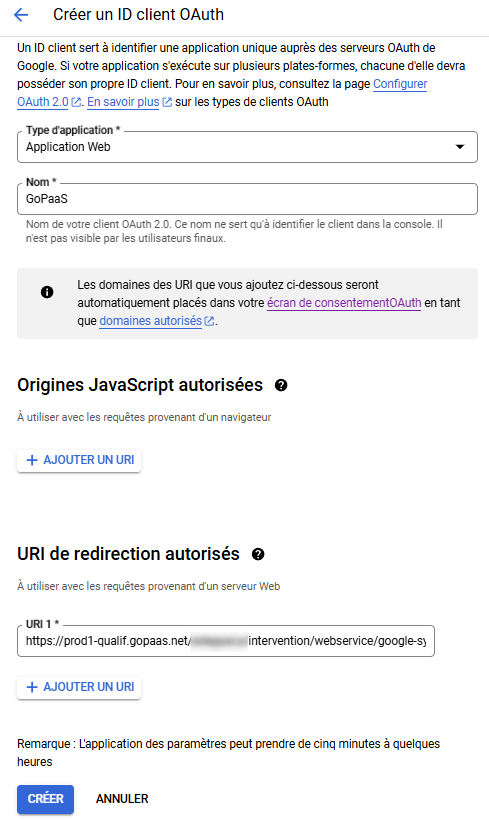 Créer un ID client OAuth
Un ID client sert à identifier une application unique auprès des serveurs OAuth de
Google. Si votre application s'exécute sur plusieurs plates-formes, chacune d'elle devra
posséder son propre ID client. Pour en savoir plus, consultez la page Configurer
OAuth 2.0. En savoir plus sur les types de clients OAuth
Type d'application *
Application Web
Nom *
GoPaaS
Nom de votre client OAuth 2.0. Ce nom ne sert qu'à identifier le client dans la console. Il
n'est pas visible par les utilisateurs finaux.
Les domaines des URI que vous ajoutez ci-dessous seront
automatiquement placés dans votre écran de consentementOAuth en tant
que domaines autorisés.
Origines JavaScript autorisées
À utiliser avec les requêtes provenant d'un navigateur
+ AJOUTER UN URI
URI de redirection autorisés
À utiliser avec les requêtes provenant d'un serveur Web
URI 1 *
https://prod1-qualif.gopaas.net/ intervention/webservice/google-sy
+ AJOUTER UN URI
Remarque : L'application des paramètres peut prendre de cinq minutes à quelques
heures
CRÉER ANNULER